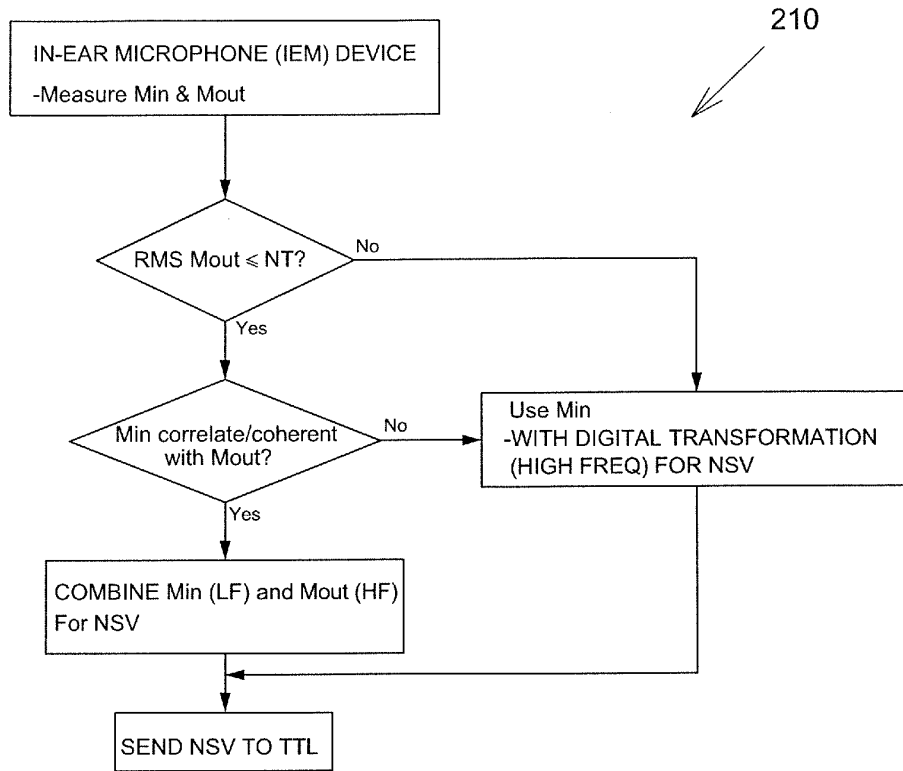 210
IN-EAR MICROPHONE (IEM) DEVICE
-Measure Min & Mout
RMS Mout ⩽ NT?
No
Yes
Min correlate/coherent
with Mout?
No
Yes
Use Min
-WITH DIGITAL TRANSFORMATION
(HIGH FREQ) FOR NSV
COMBINE Min (LF) and Mout (HF)
For NSV
SEND NSV TO TTL